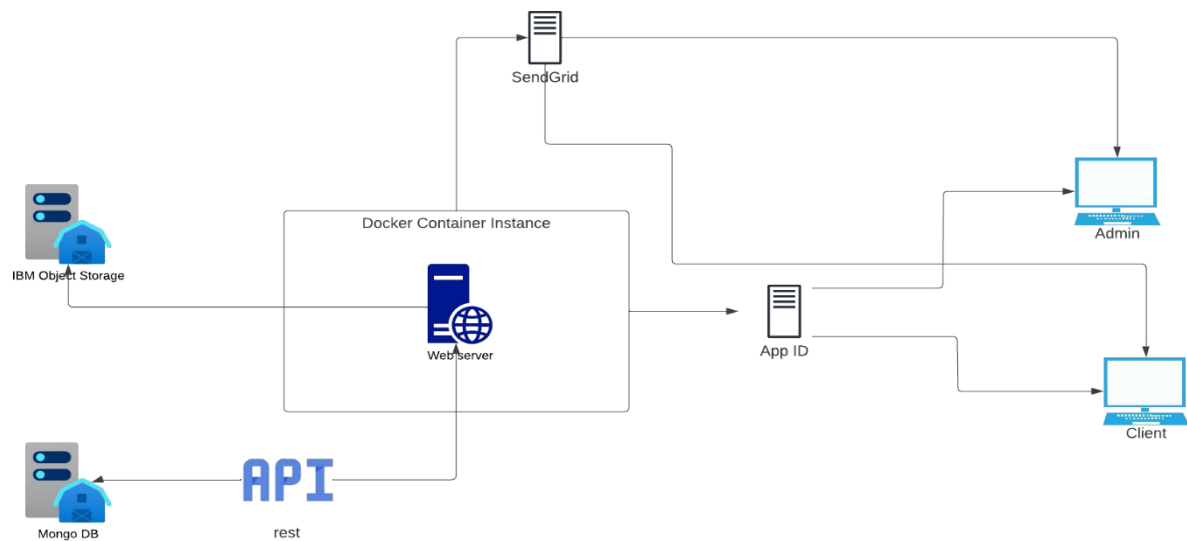 SendGrid
Docker Container Instance
Admin
IBM Object Storage
Web server
App ID
Client
API
rest
Mongo DB